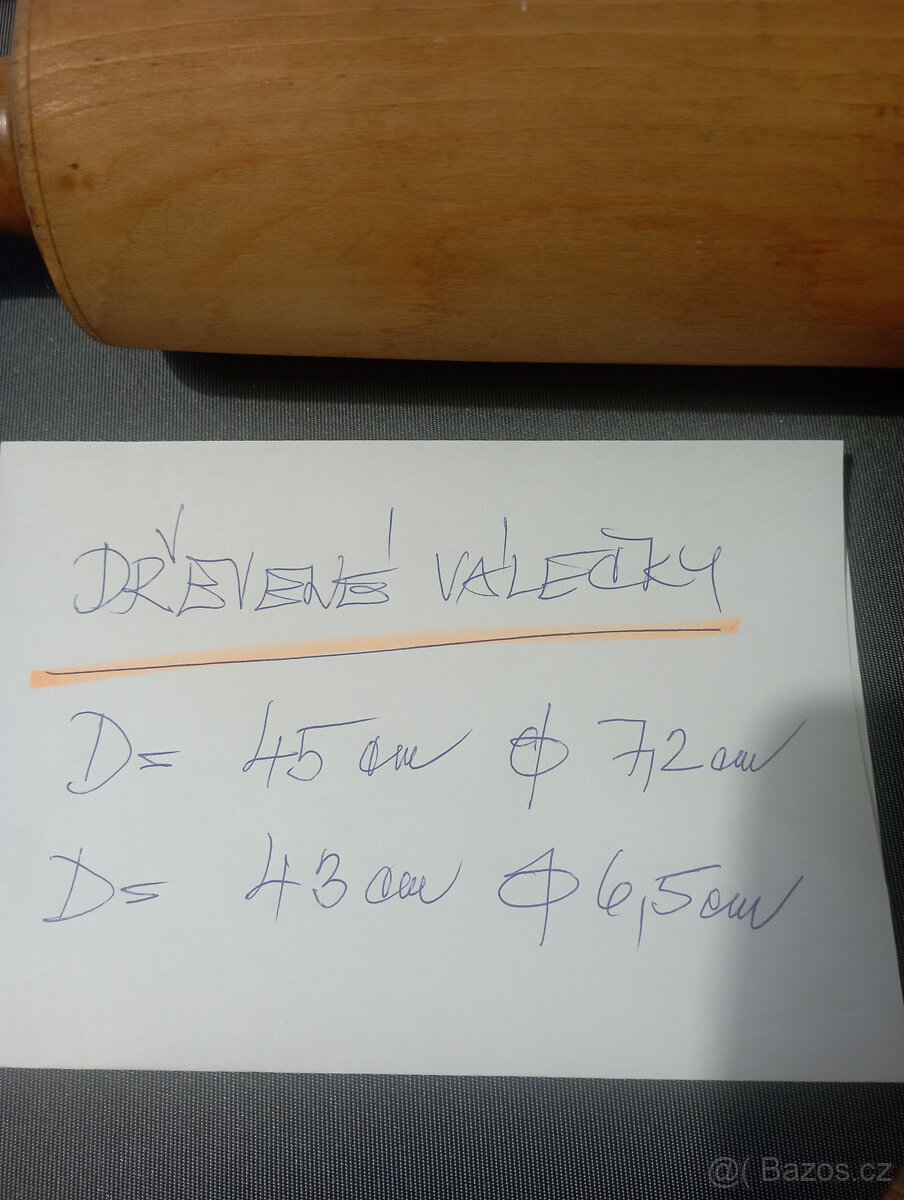 DŘEVENÉ VÁLEČKY
D= 45 cm ϕ 7,2 cm
D= 43 cm ϕ 6,5 cm
@( Bazos.cz